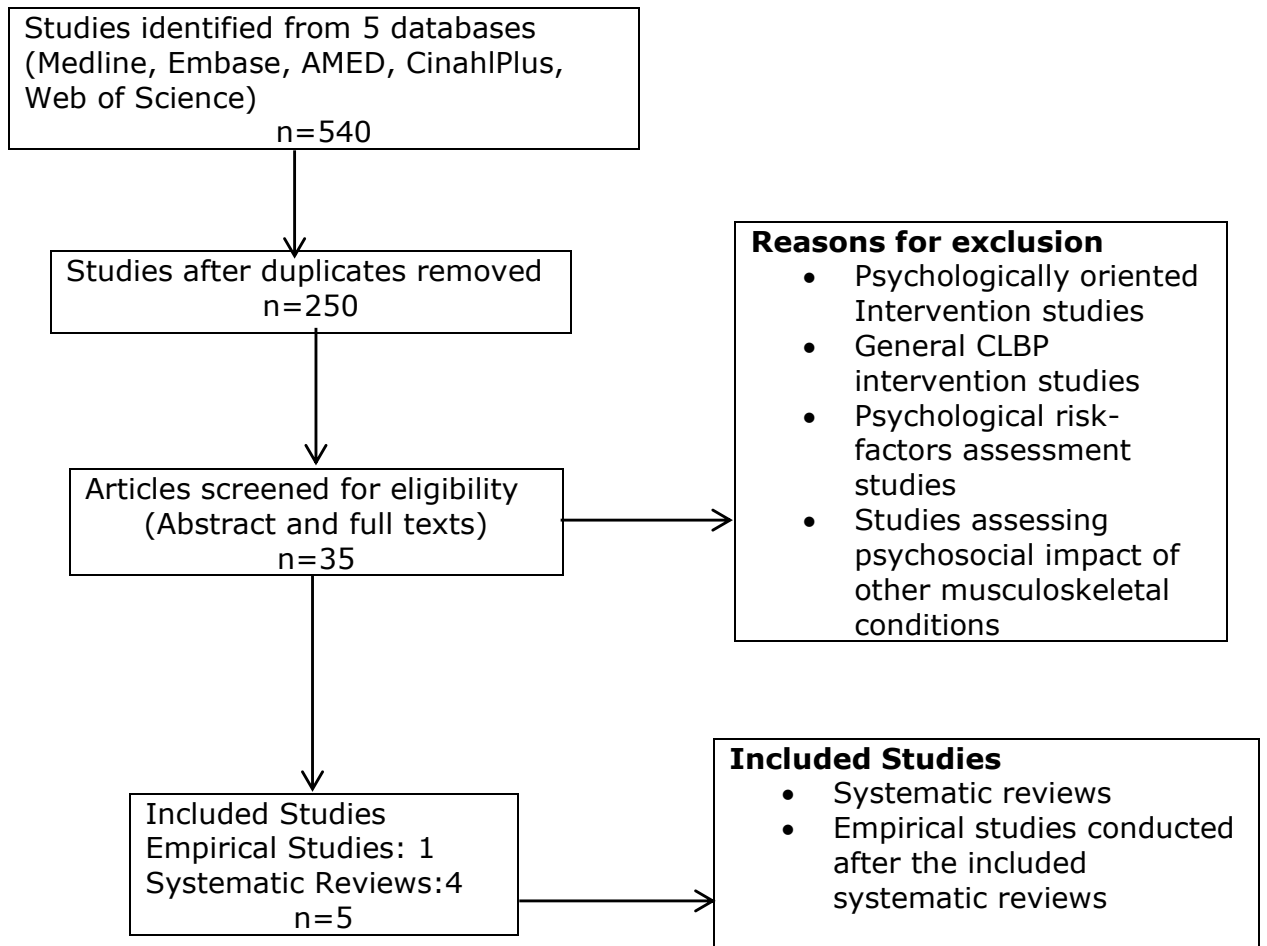 Studies identified from 5 databases
(Medline, Embase, AMED, CinahlPlus,
Web of Science)
n=540
Studies after duplicates removed
n=250
Articles screened for eligibility
(Abstract and full texts)
n=35
Reasons for exclusion
• Psychologically oriented
Intervention studies
• General CLBP
intervention studies
• Psychological risk-
factors assessment
studies
• Studies assessing
psychosocial impact of
other musculoskeletal
conditions
Included Studies
Empirical Studies: 1
Systematic Reviews:4
n=5
Included Studies
• Systematic reviews
• Empirical studies conducted
after the included
systematic reviews